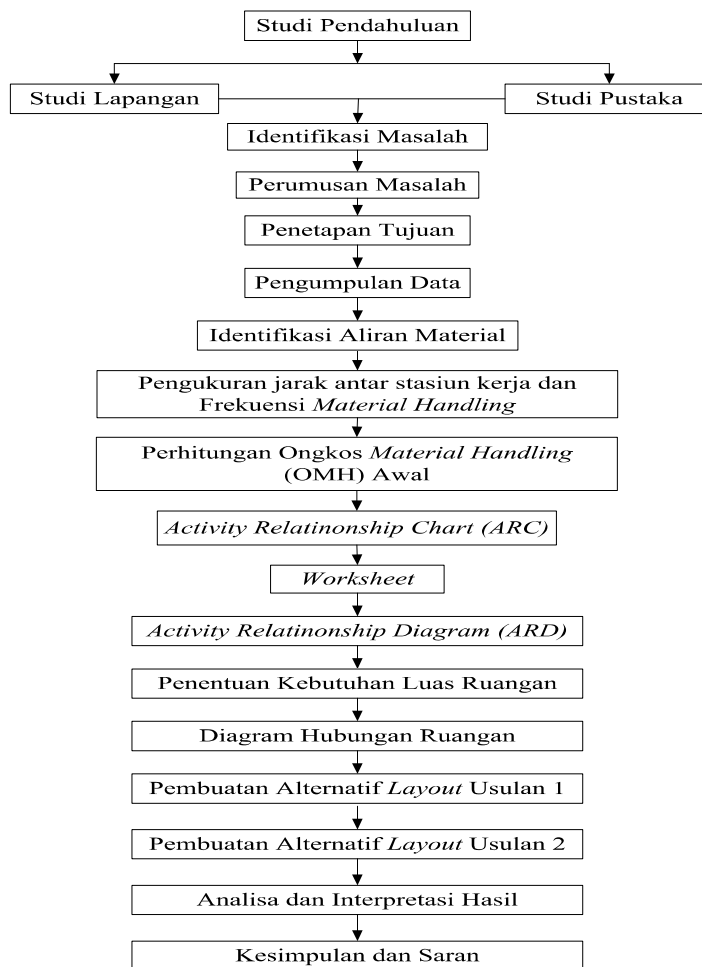 Studi Pendahuluan
Studi Lapangan
Studi Pustaka
Identifikasi Masalah
Perumusan Masalah
Penetapan Tujuan
Pengumpulan Data
Identifikasi Aliran Material
Pengukuran jarak antar stasiun kerja dan
Frekuensi Material Handling
Perhitungan Ongkos Material Handling
(OMH) Awal
Activity Relatinonship Chart (ARC)
Worksheet
Activity Relatinonship Diagram (ARD)
Penentuan Kebutuhan Luas Ruangan
Diagram Hubungan Ruangan
Pembuatan Alternatif Layout Usulan 1
Pembuatan Alternatif Layout Usulan 2
Analisa dan Interpretasi Hasil
Kesimpulan dan Saran